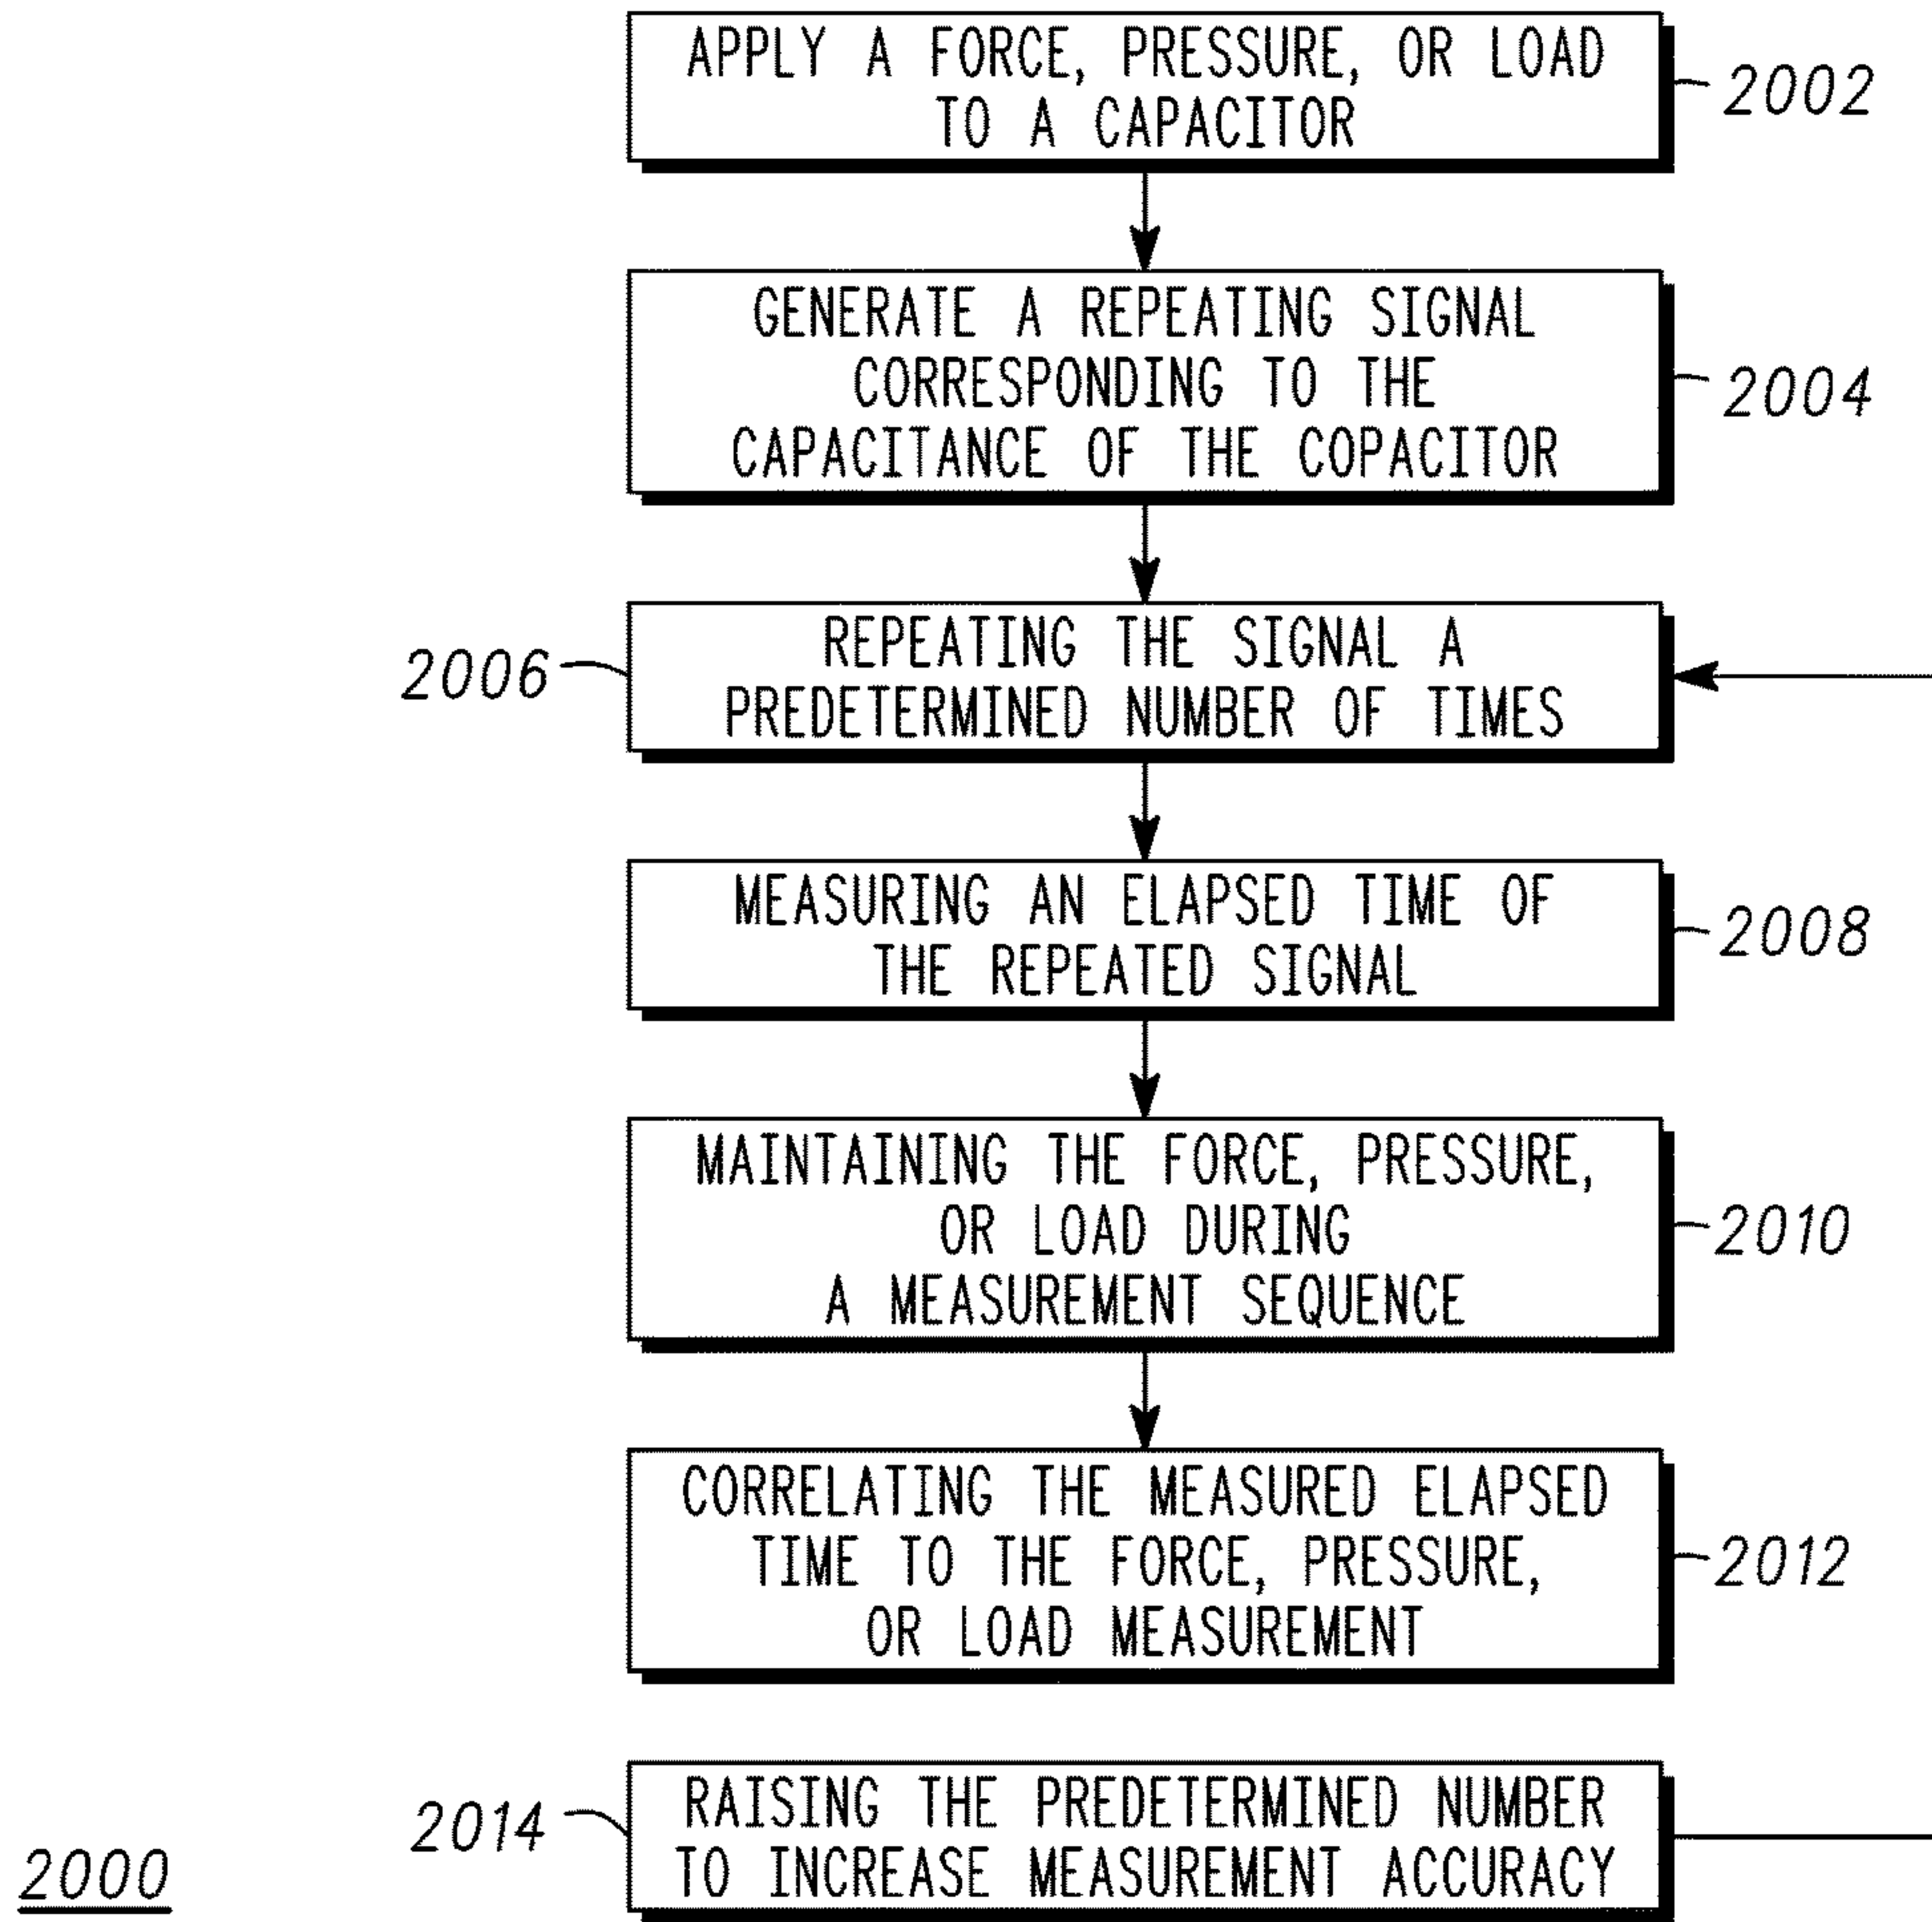 APPLY A FORCE, PRESSURE, OR LOAD
TO A CAPACITOR
2002
GENERATE A REPEATING SIGNAL
CORRESPONDING TO THE
CAPACITANCE OF THE COPACITOR
2004
2006
REPEATING THE SIGNAL A
PREDETERMINED NUMBER OF TIMES
MEASURING AN ELAPSED TIME OF
THE REPEATED SIGNAL
2008
MAINTAINING THE FORCE, PRESSURE,
OR LOAD DURING
A MEASUREMENT SEQUENCE
2010
CORRELATING THE MEASURED ELAPSED
TIME TO THE FORCE, PRESSURE,
OR LOAD MEASUREMENT
2012
2014
RAISING THE PREDETERMINED NUMBER
TO INCREASE MEASUREMENT ACCURACY
2000